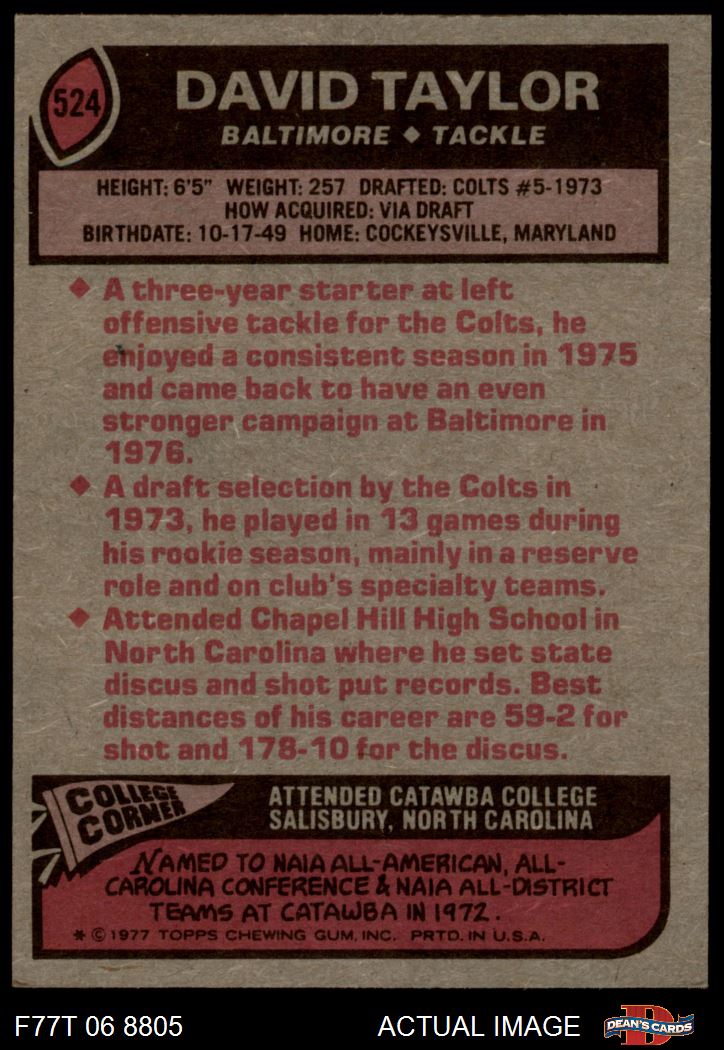 524
DAVID TAYLOR
BALTIMORE ◆ TACKLE
HEIGHT: 6'5" WEIGHT: 257 DRAFTED: COLTS #5-1973
HOW ACQUIRED: VIA DRAFT
BIRTHDATE: 10-17-49 HOME: COCKEYSVILLE, MARYLAND
◆ A three-year starter at left
offensive tackle for the Colts, he
enjoyed a consistent season in 1975
and came back to have an even
stronger campaign at Baltimore in
1976.
◆ A draft selection by the Colts in
1973, he played in 13 games during
his rookie season, mainly in a reserve
role and on club's specialty teams.
◆ Attended Chapel Hill High School in
North Carolina where he set state
discus and shot put records. Best
distances of his career are 59-2 for
shot and 178-10 for the discus.
COLLEGE
CORNER
ATTENDED CATAWBA COLLEGE
SALISBURY, NORTH CAROLINA
NAMED TO NAIA ALL-AMERICAN, ALL-
CAROLINA CONFERENCE & NAIA ALL-DISTRICT
TEAMS AT CATAWBA IN 1972.
* © 1977 TOPPS CHEWING GUM, INC. PRTD. IN U.S.A.
F77T 06 8805
ACTUAL IMAGE
D
DEAN'S CARDS